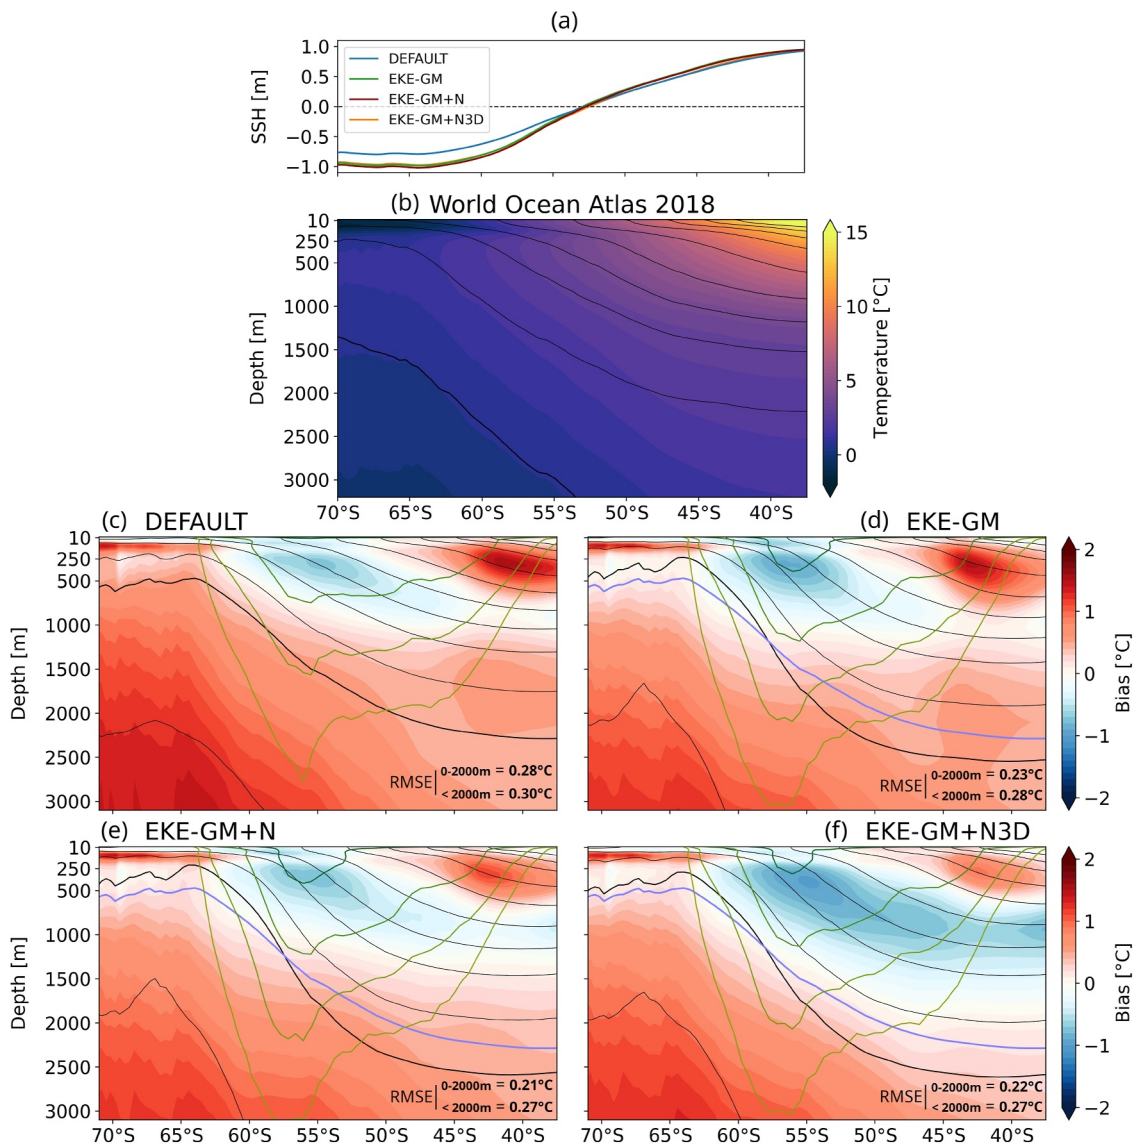 (a)
1.0
0.5
0.0
−0.5
−1.0
SSH [m]
DEFAULT
EKE-GM
EKE-GM+N
EKE-GM+N3D
(b) World Ocean Atlas 2018
10
250
500
1000
1500
2000
2500
3000
Depth [m]
70°S 65°S 60°S 55°S 50°S 45°S 40°S
15
10
5
0
Temperature [°C]
(c) DEFAULT
10
250
500
1000
1500
2000
2500
3000
Depth [m]
RMSE 0-2000m = 0.28°C
< 2000m = 0.30°C
(d) EKE-GM
RMSE 0-2000m = 0.23°C
< 2000m = 0.28°C
2
1
0
−1
−2
Bias [°C]
(e) EKE-GM+N
10
250
500
1000
1500
2000
2500
3000
Depth [m]
RMSE 0-2000m = 0.21°C
< 2000m = 0.27°C
70°S 65°S 60°S 55°S 50°S 45°S 40°S
(f) EKE-GM+N3D
RMSE 0-2000m = 0.22°C
< 2000m = 0.27°C
70°S 65°S 60°S 55°S 50°S 45°S 40°S
2
1
0
−1
−2
Bias [°C]